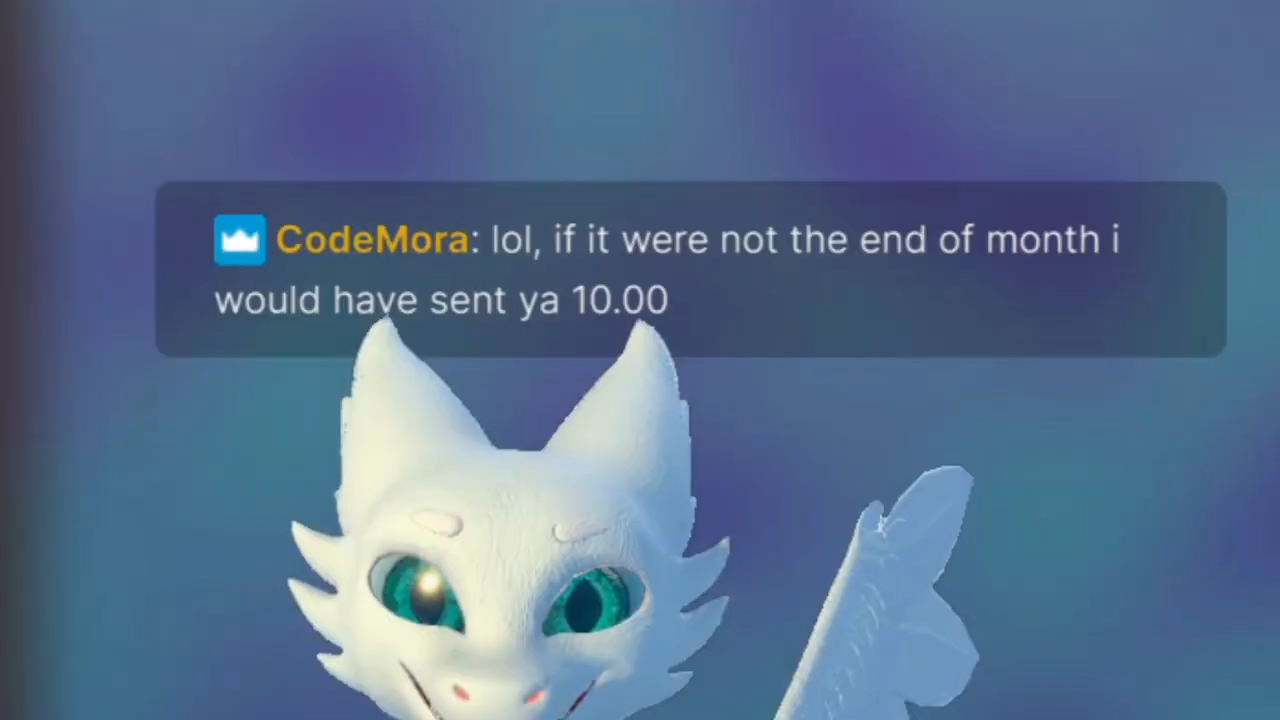 CodeMora: lol, if it were not the end of month i
would have sent ya 10.00